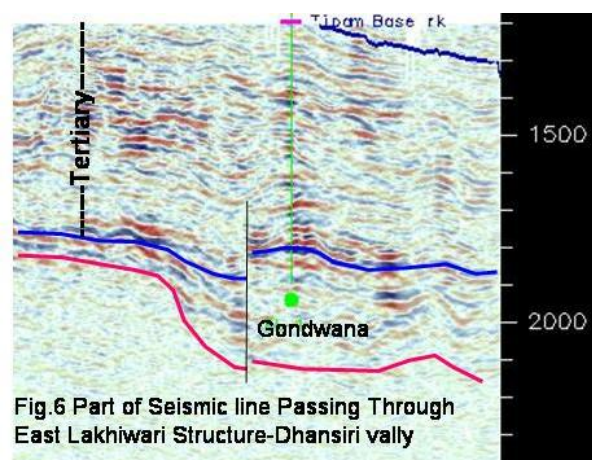 Tipam Base rk
Tertiary
1500
Gondwana
2000
Fig.6 Part of Seismic line Passing Through
East Lakhiwari Structure-Dhansiri vally